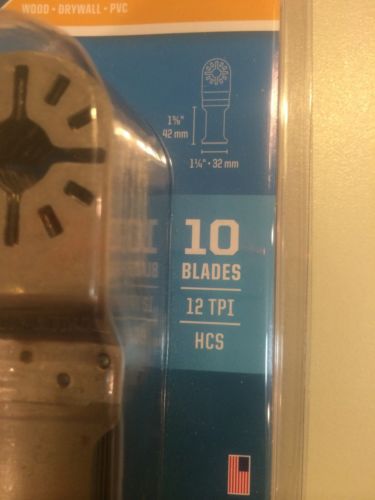 WOOD • DRYWALL • PVC
1⅝"
42 mm
1¼" • 32 mm
10
BLADES
12 TPI
HCS